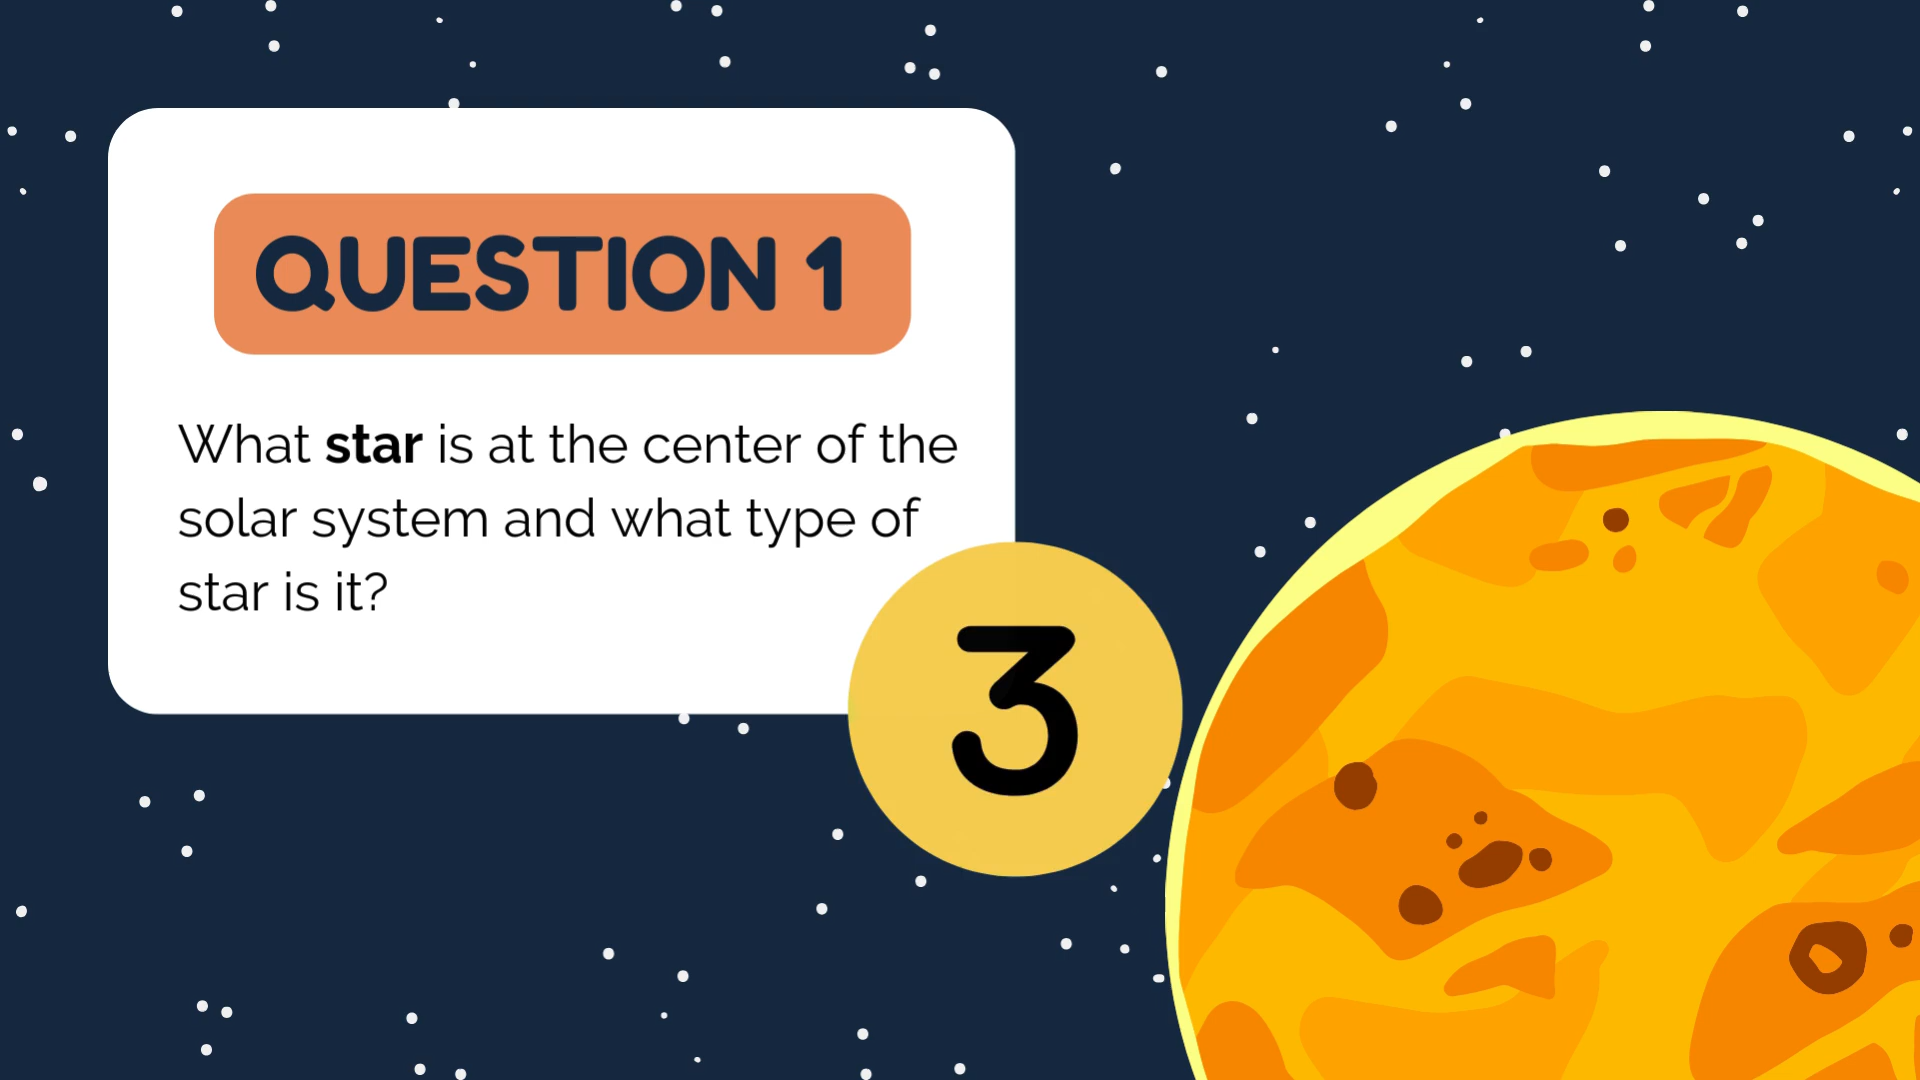 QUESTION 1
What star is at the center of the
solar system and what type of
star is it?
3